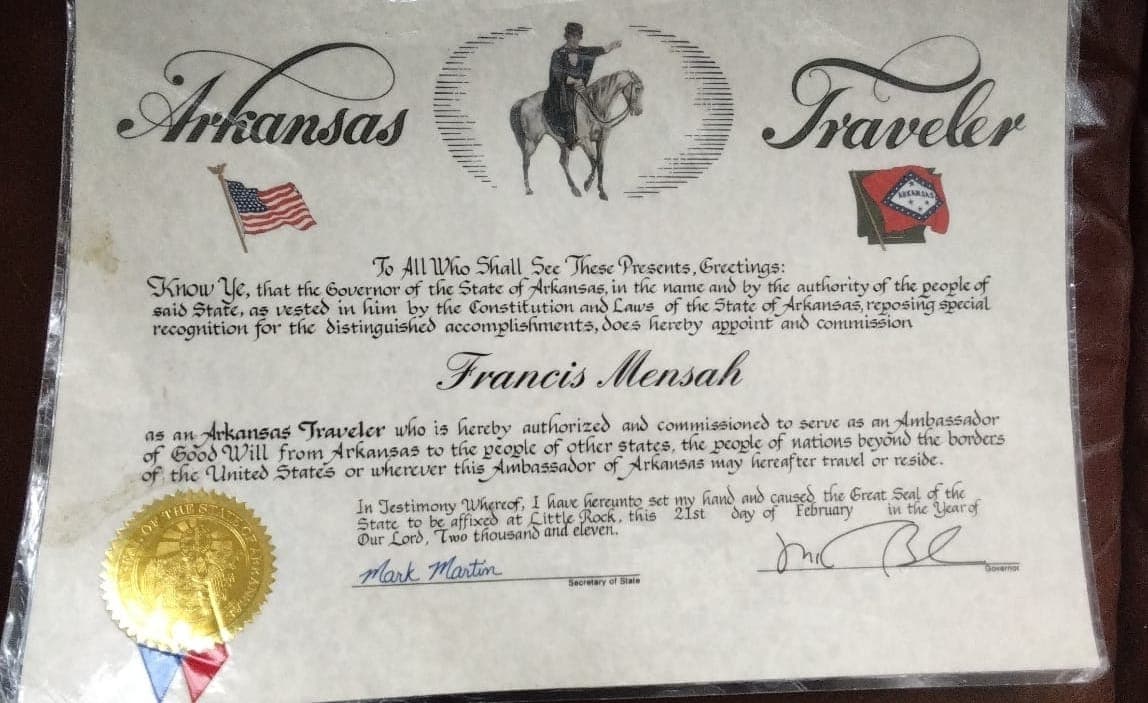 Arkansas Traveler
ARKANSAS
To All Who Shall See These Presents, Greetings:
Know Ye, that the Governor of the State of Arkansas, in the name and by the authority of the people of
said State, as vested in him by the Constitution and Laws of the State of Arkansas, reposing special
recognition for the distinguished accomplishments, does hereby appoint and commission
Francis Mensah
as an Arkansas Traveler who is hereby authorized and commissioned to serve as an Ambassador
of Good Will from Arkansas to the people of other states, the people of nations beyond the borders
of the United States or wherever this Ambassador of Arkansas may hereafter travel or reside.
In Testimony Whereof, I have hereunto set my hand and caused the Great Seal of the
State to be affixed at Little Rock, this 21st day of February in the Year of
Our Lord, Two thousand and eleven.
Mark Martin
Secretary of State
Governor
SEAL OF THE STATE OF ARKANSAS